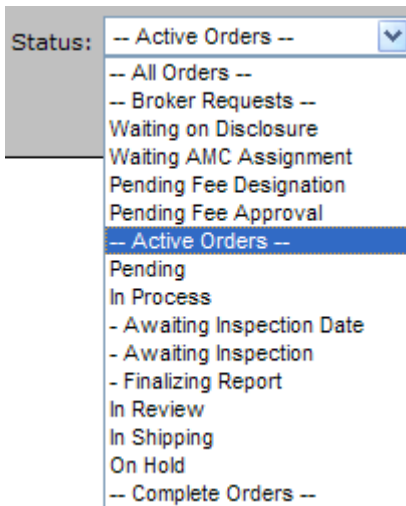 Status: -- Active Orders --
-- All Orders --
-- Broker Requests --
Waiting on Disclosure
Waiting AMC Assignment
Pending Fee Designation
Pending Fee Approval
-- Active Orders --
Pending
In Process
- Awaiting Inspection Date
- Awaiting Inspection
- Finalizing Report
In Review
In Shipping
On Hold
-- Complete Orders --